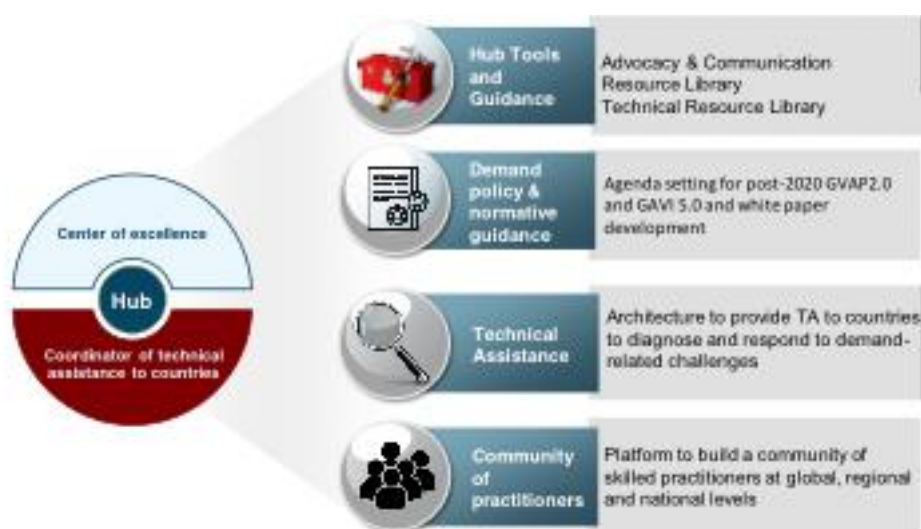 Center of excellence
Hub
Coordinator of technical
assistance to countries
Hub Tools
and
Guidance
Advocacy & Communication
Resource Library
Technical Resource Library
Demand
policy &
normative
guidance
Agenda setting for post-2020 GVAP2.0
and GAVI 5.0 and white paper
development
Technical
Assistance
Architecture to provide TA to countries
to diagnose and respond to demand-
related challenges
Community
of
practitioners
Platform to build a community of
skilled practitioners at global, regional
and national levels